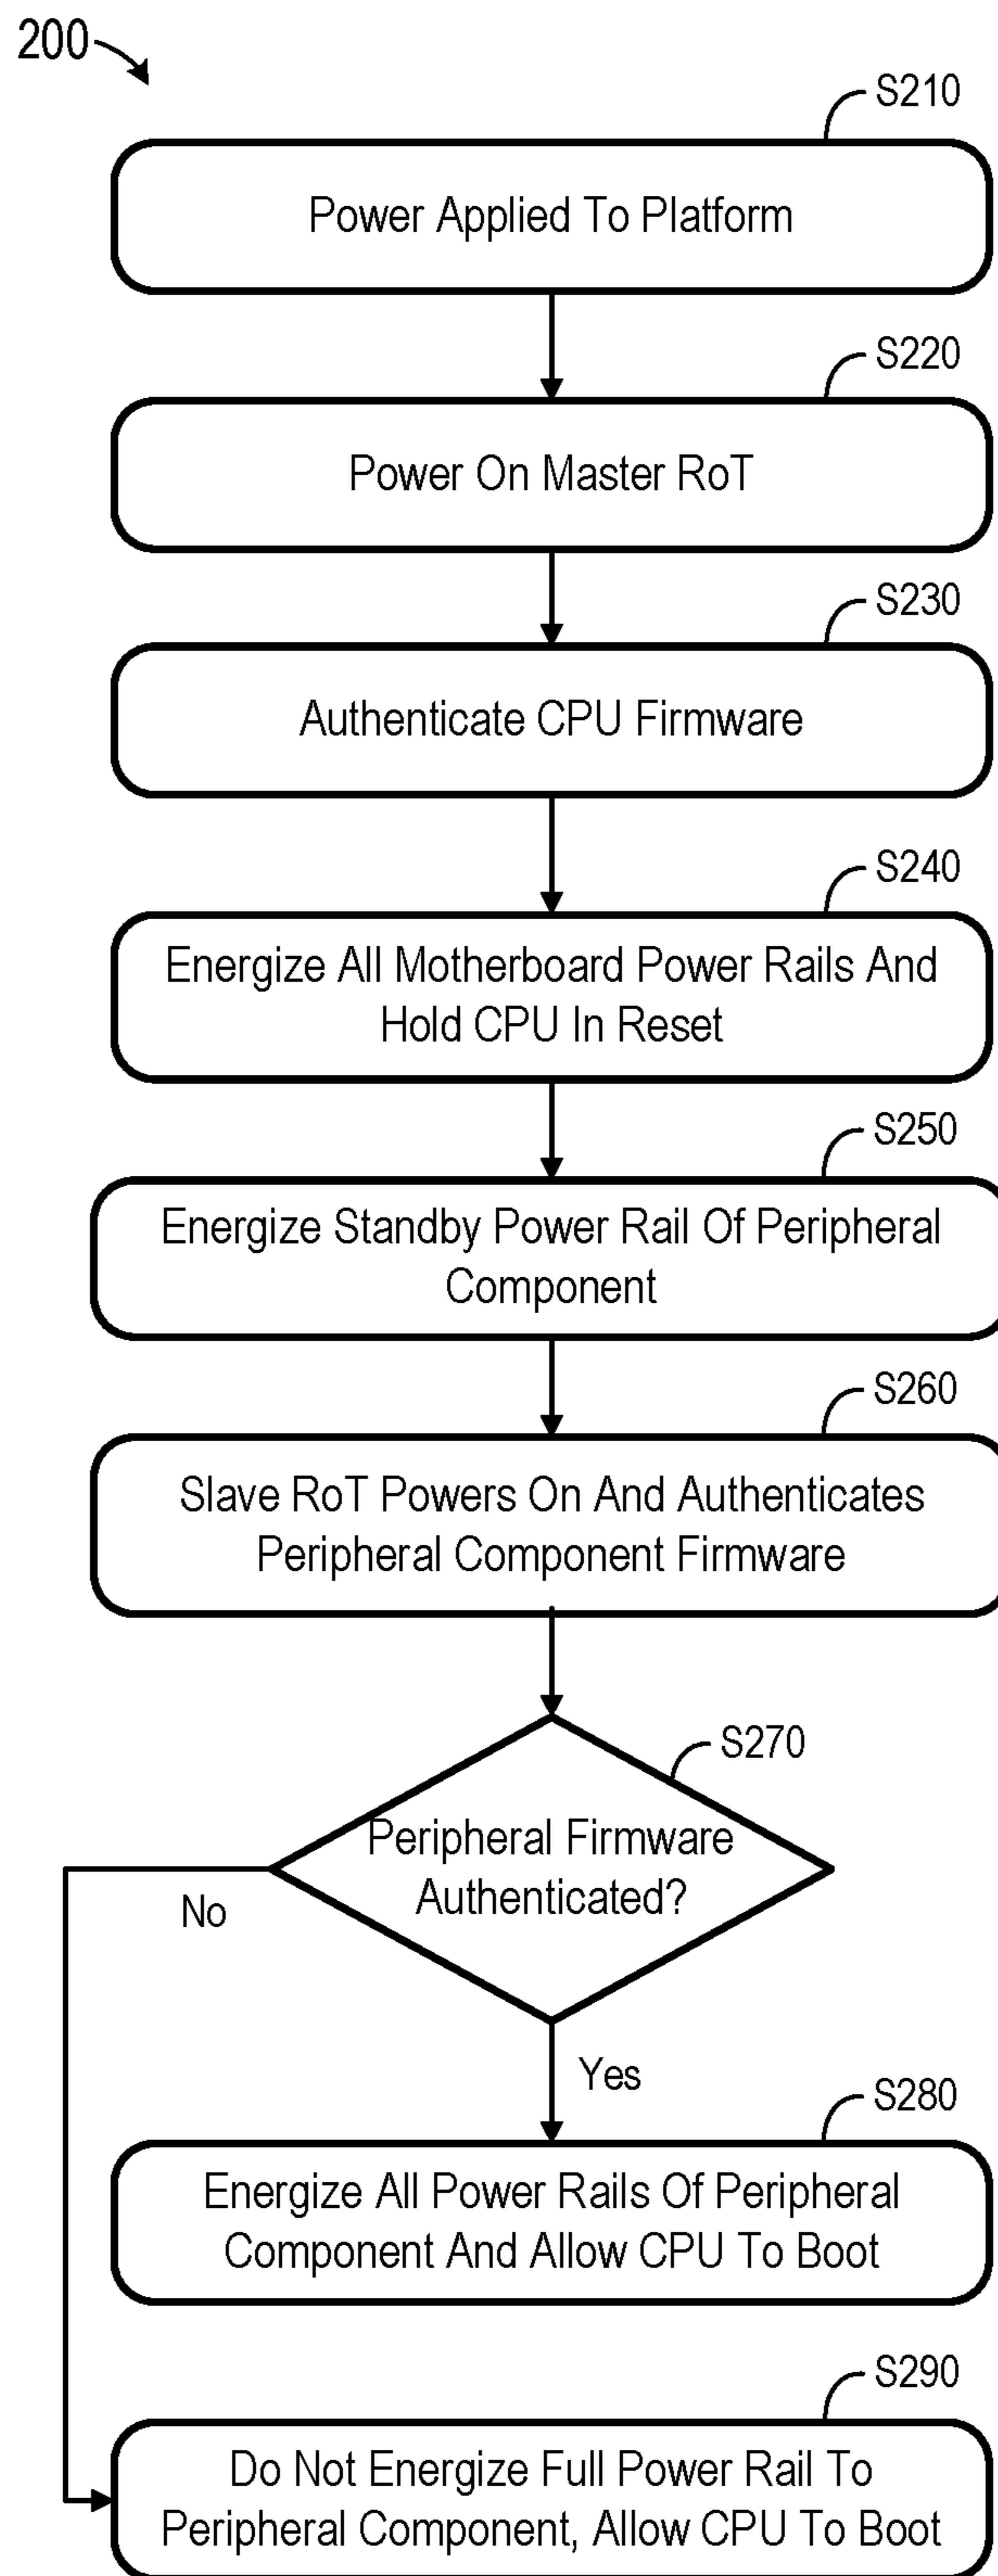 200
S210
Power Applied To Platform
S220
Power On Master RoT
S230
Authenticate CPU Firmware
S240
Energize All Motherboard Power Rails And
Hold CPU In Reset
S250
Energize Standby Power Rail Of Peripheral
Component
S260
Slave RoT Powers On And Authenticates
Peripheral Component Firmware
S270
Peripheral Firmware
Authenticated?
No
Yes
S280
Energize All Power Rails Of Peripheral
Component And Allow CPU To Boot
S290
Do Not Energize Full Power Rail To
Peripheral Component, Allow CPU To Boot